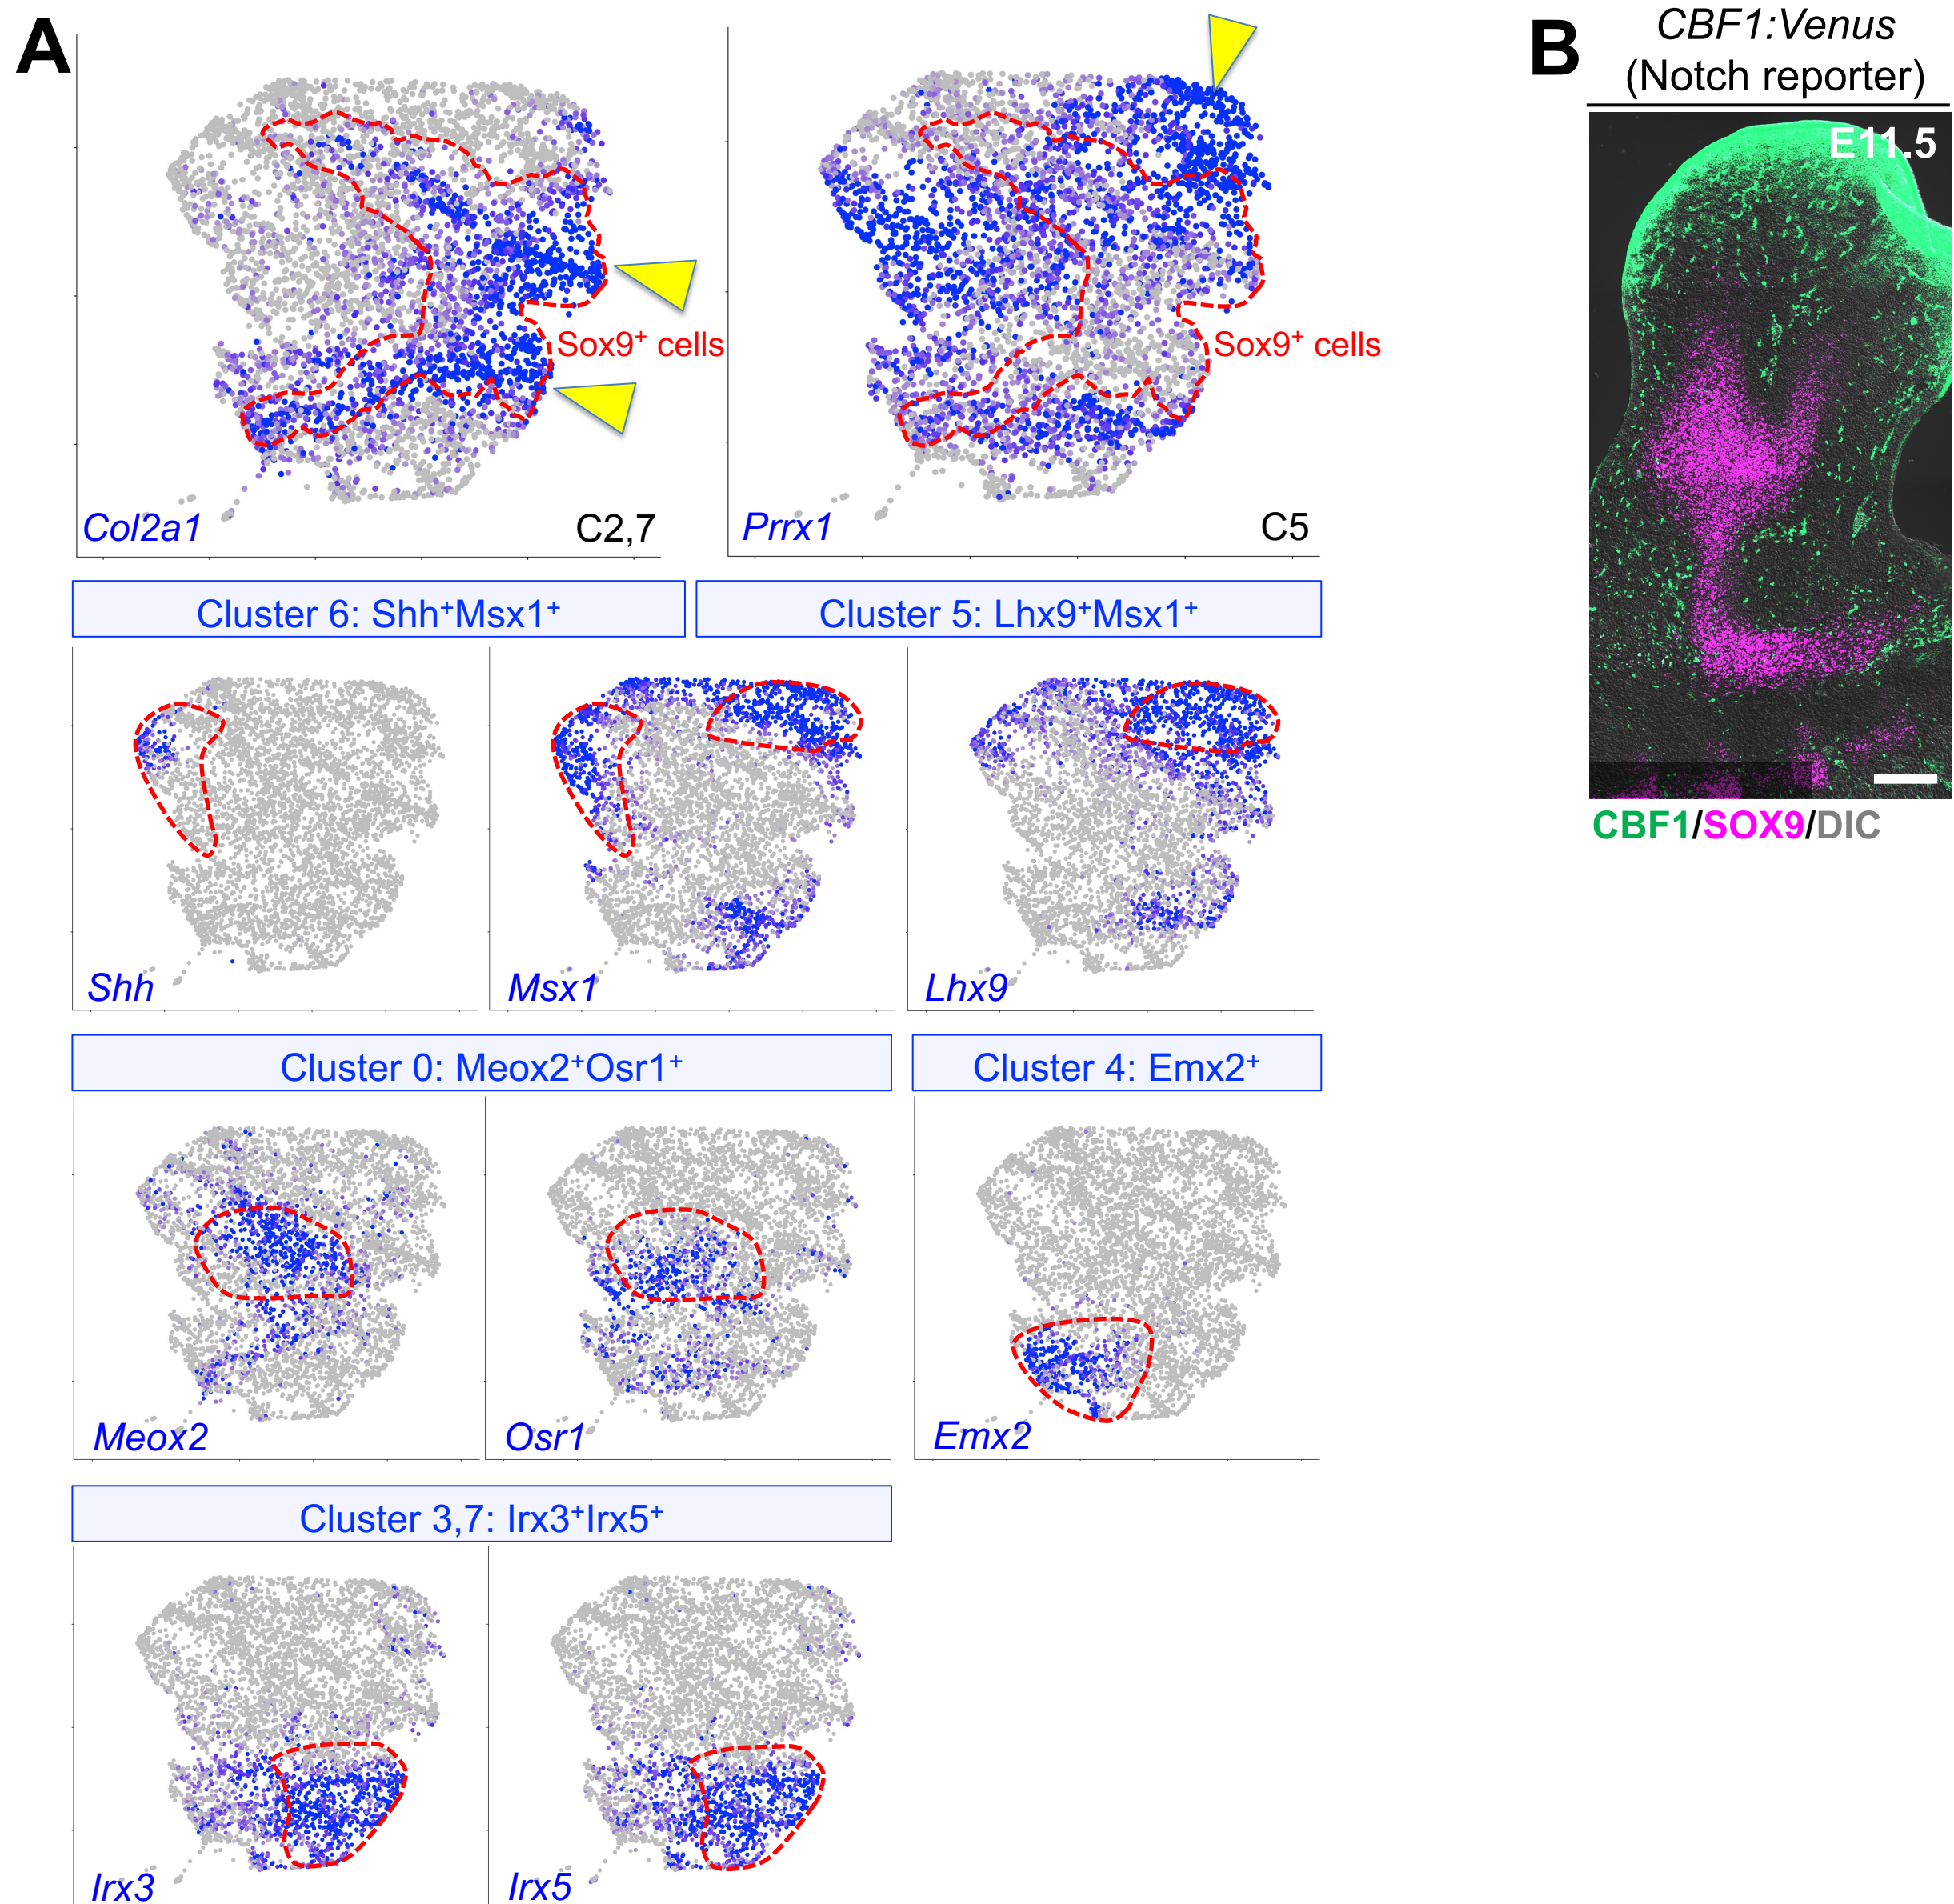 A
Sox9⁺ cells
Col2a1
C2,7
Sox9⁺ cells
Prrx1
C5
Cluster 6: Shh⁺Msx1⁺
Cluster 5: Lhx9⁺Msx1⁺
Shh
Msx1
Lhx9
Cluster 0: Meox2⁺Osr1⁺
Cluster 4: Emx2⁺
Meox2
Osr1
Emx2
Cluster 3,7: Irx3⁺Irx5⁺
Irx3
Irx5
B
CBF1:Venus
(Notch reporter)
E11.5
CBF1/SOX9/DIC